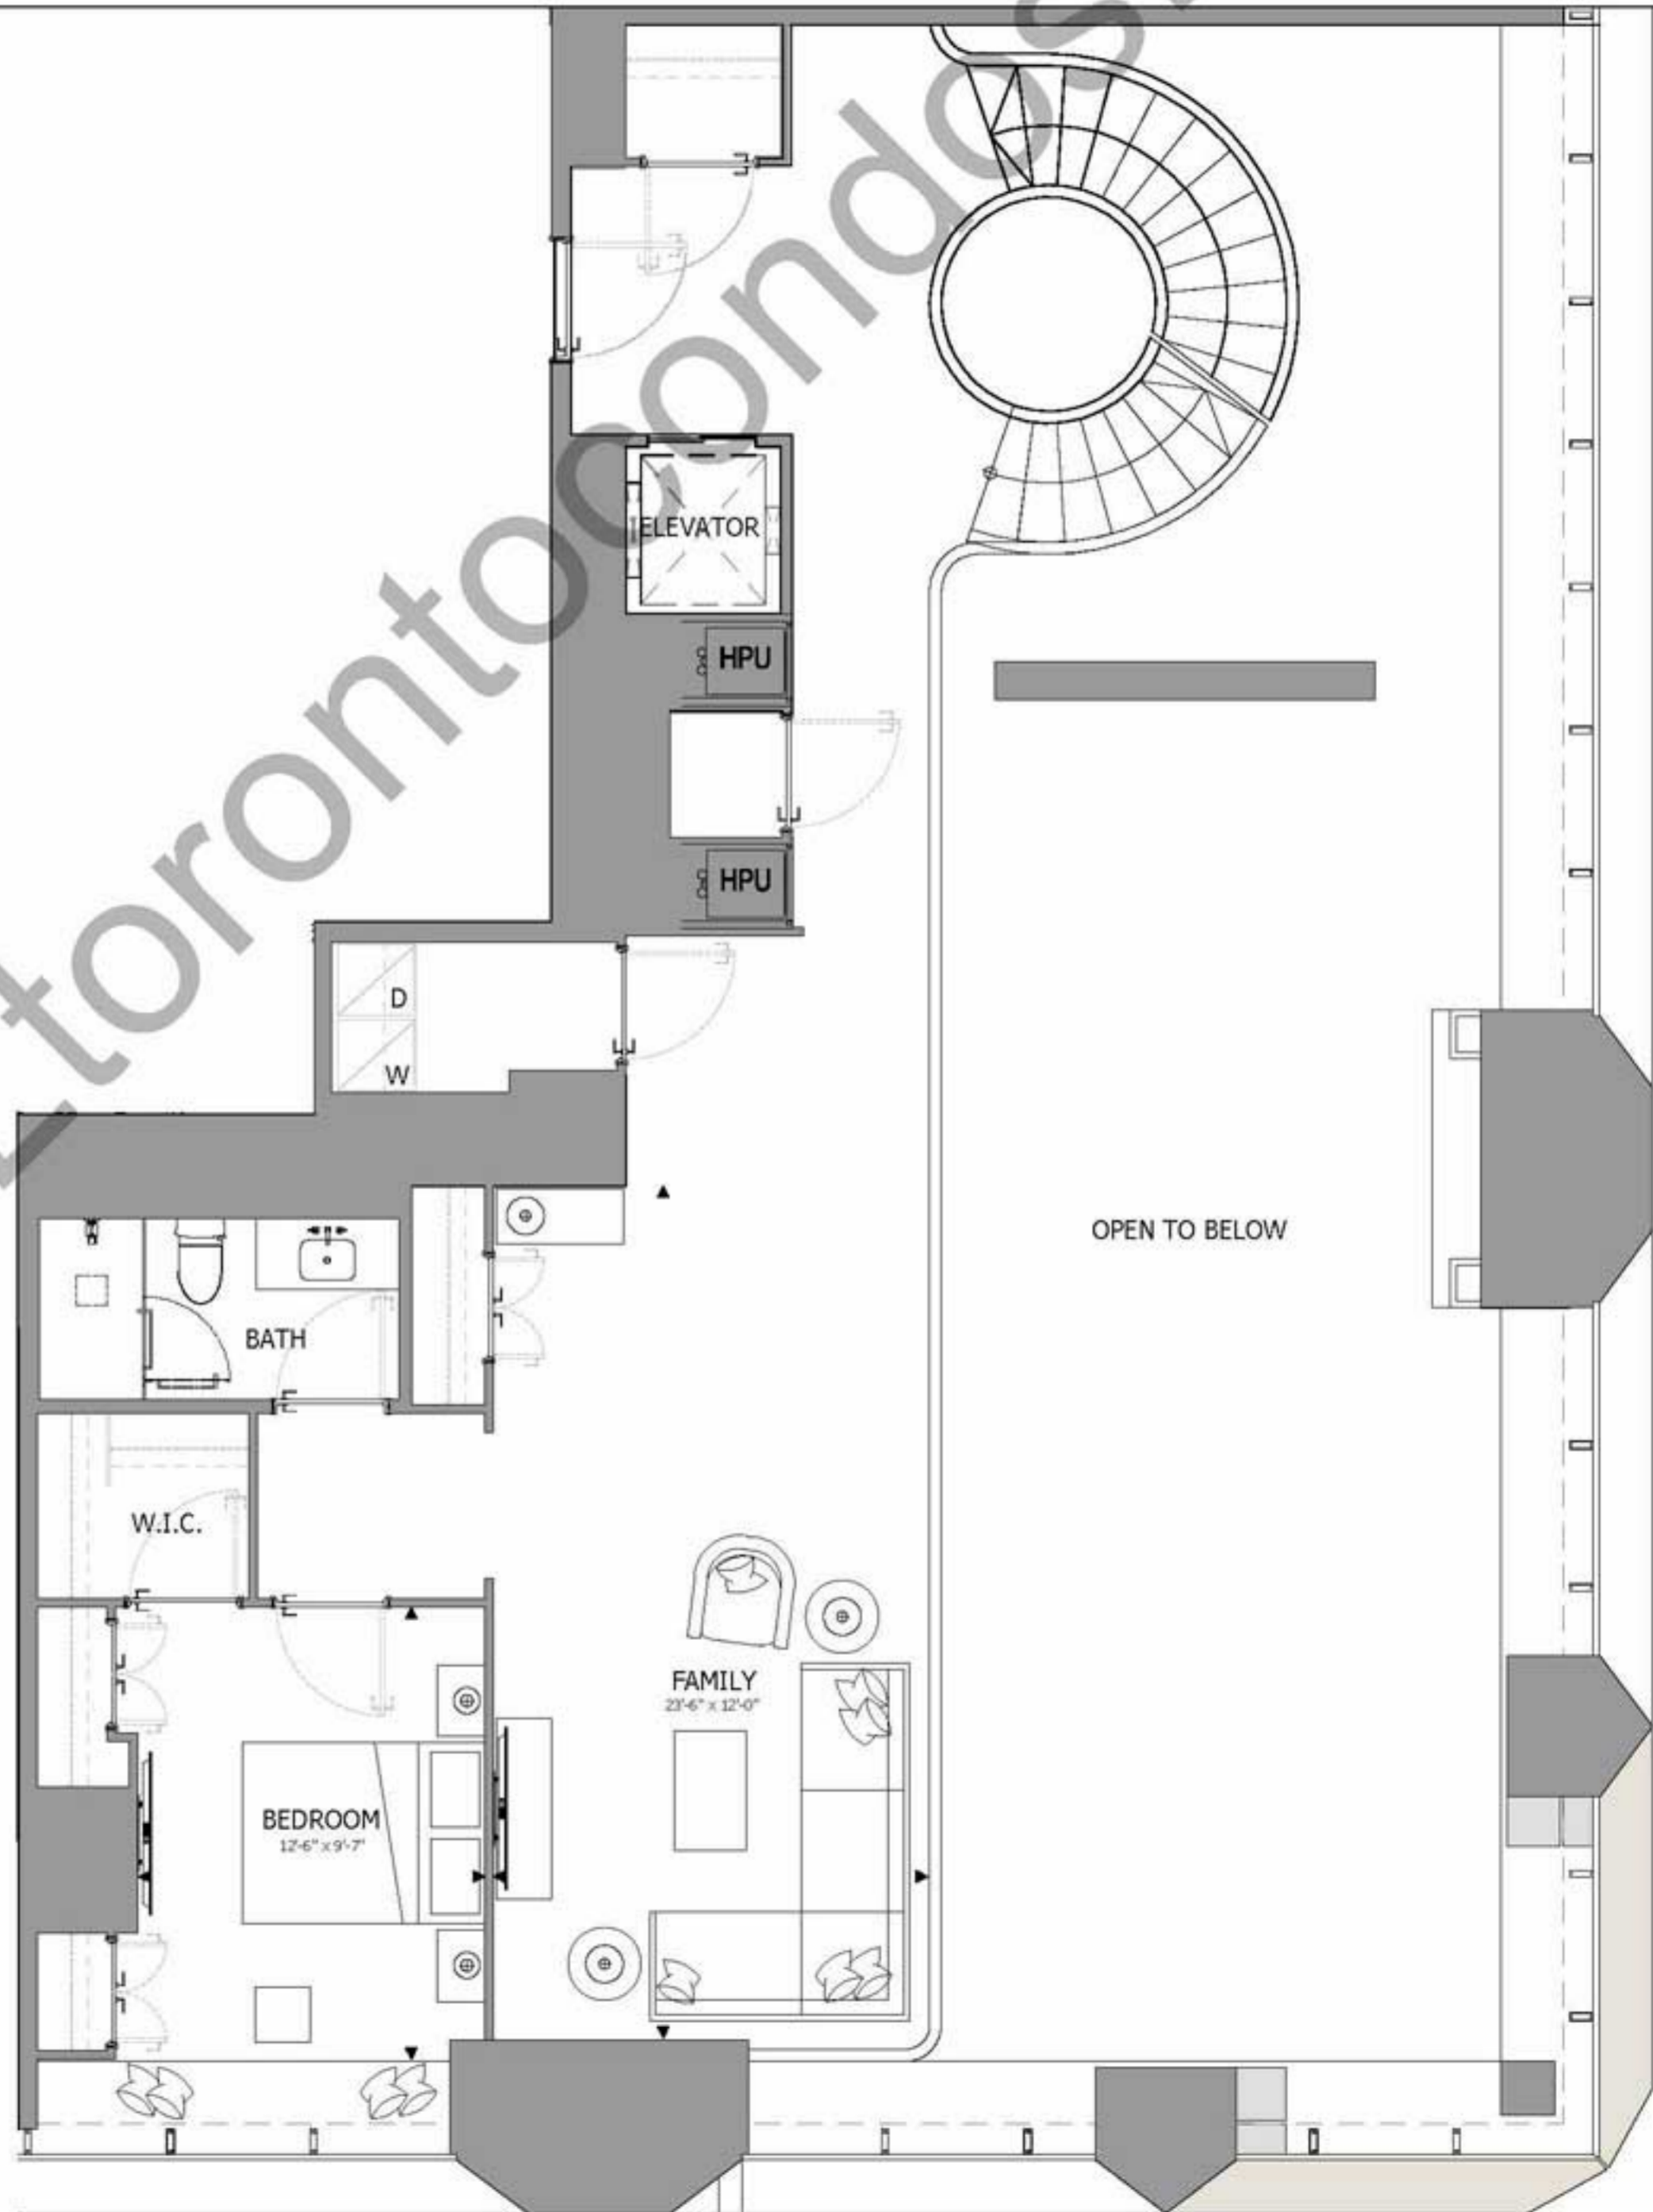 torontocondos
ELEVATOR
HPU
HPU
D
W
OPEN TO BELOW
BATH
W.I.C.
FAMILY
23'-6" x 12'-0"
BEDROOM
12'-6" x 9'-7"